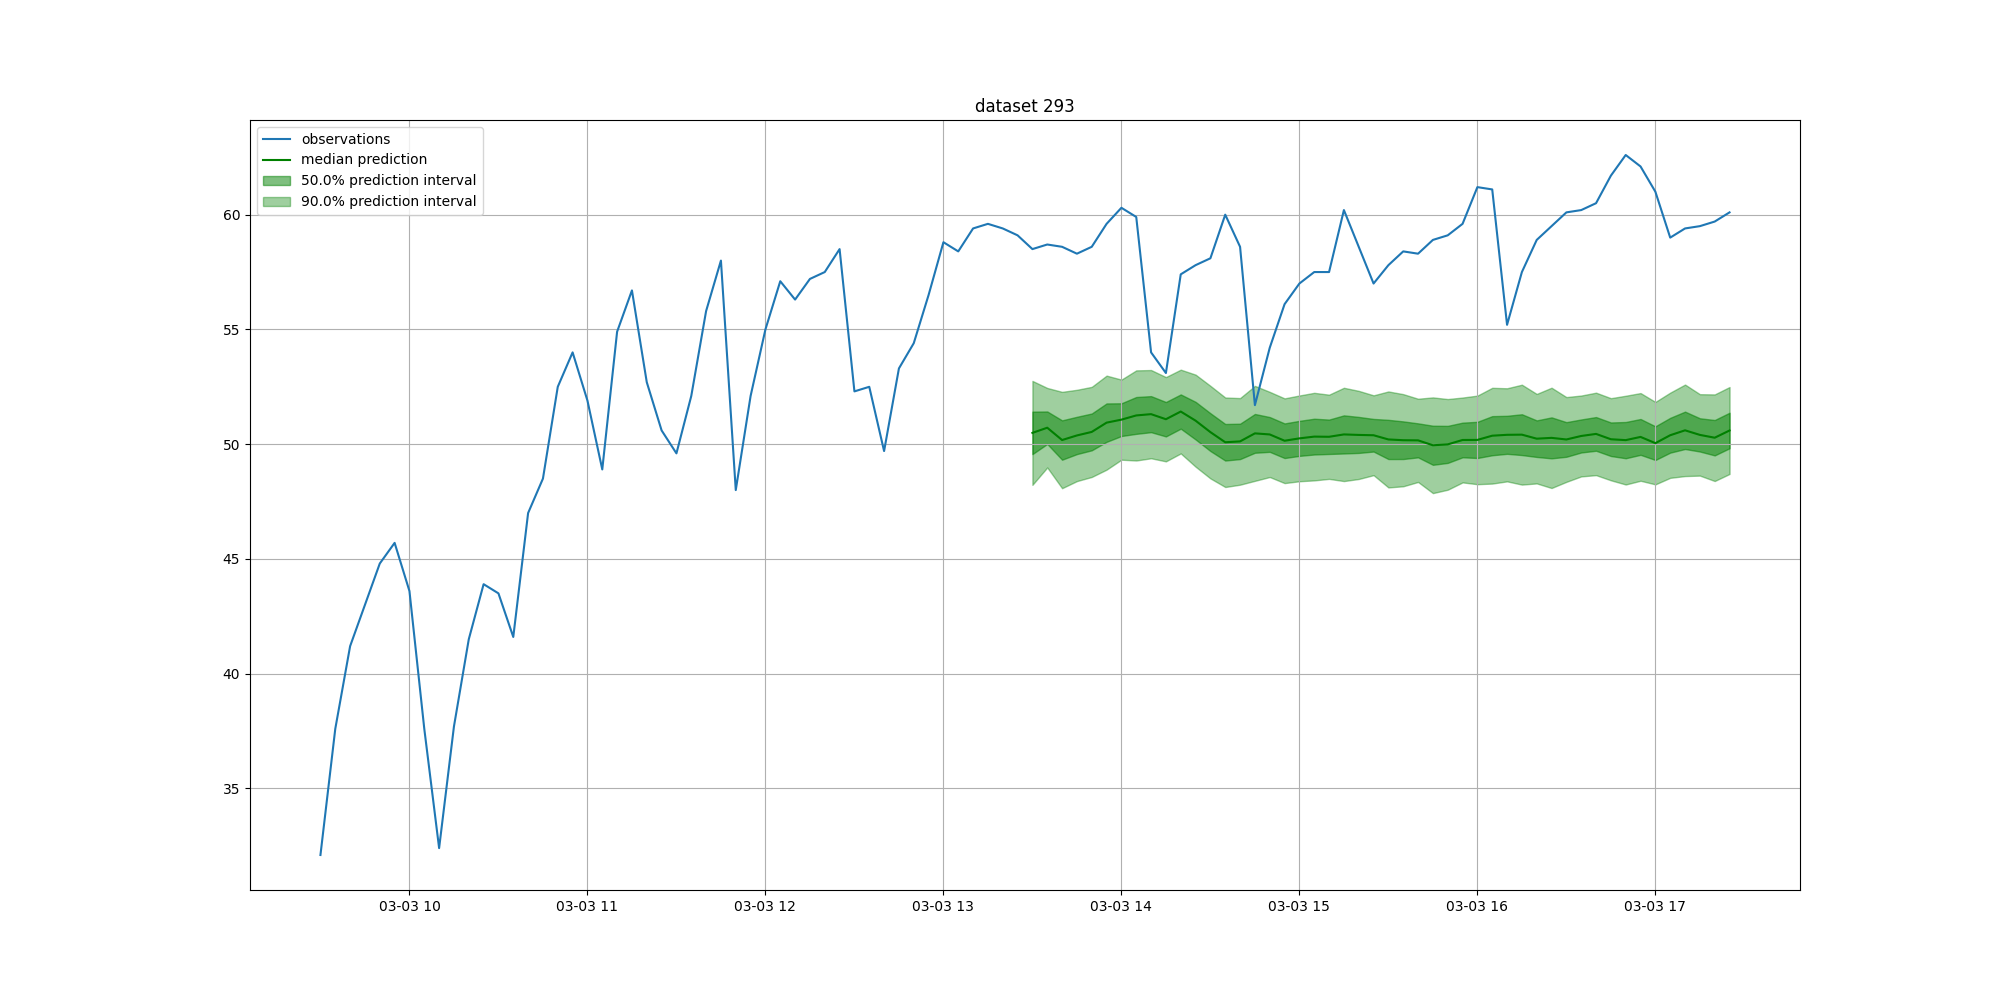 dataset 293
observations
median prediction
50.0% prediction interval
90.0% prediction interval
60
55
50
45
40
35
03-03 10
03-03 11
03-03 12
03-03 13
03-03 14
03-03 15
03-03 16
03-03 17